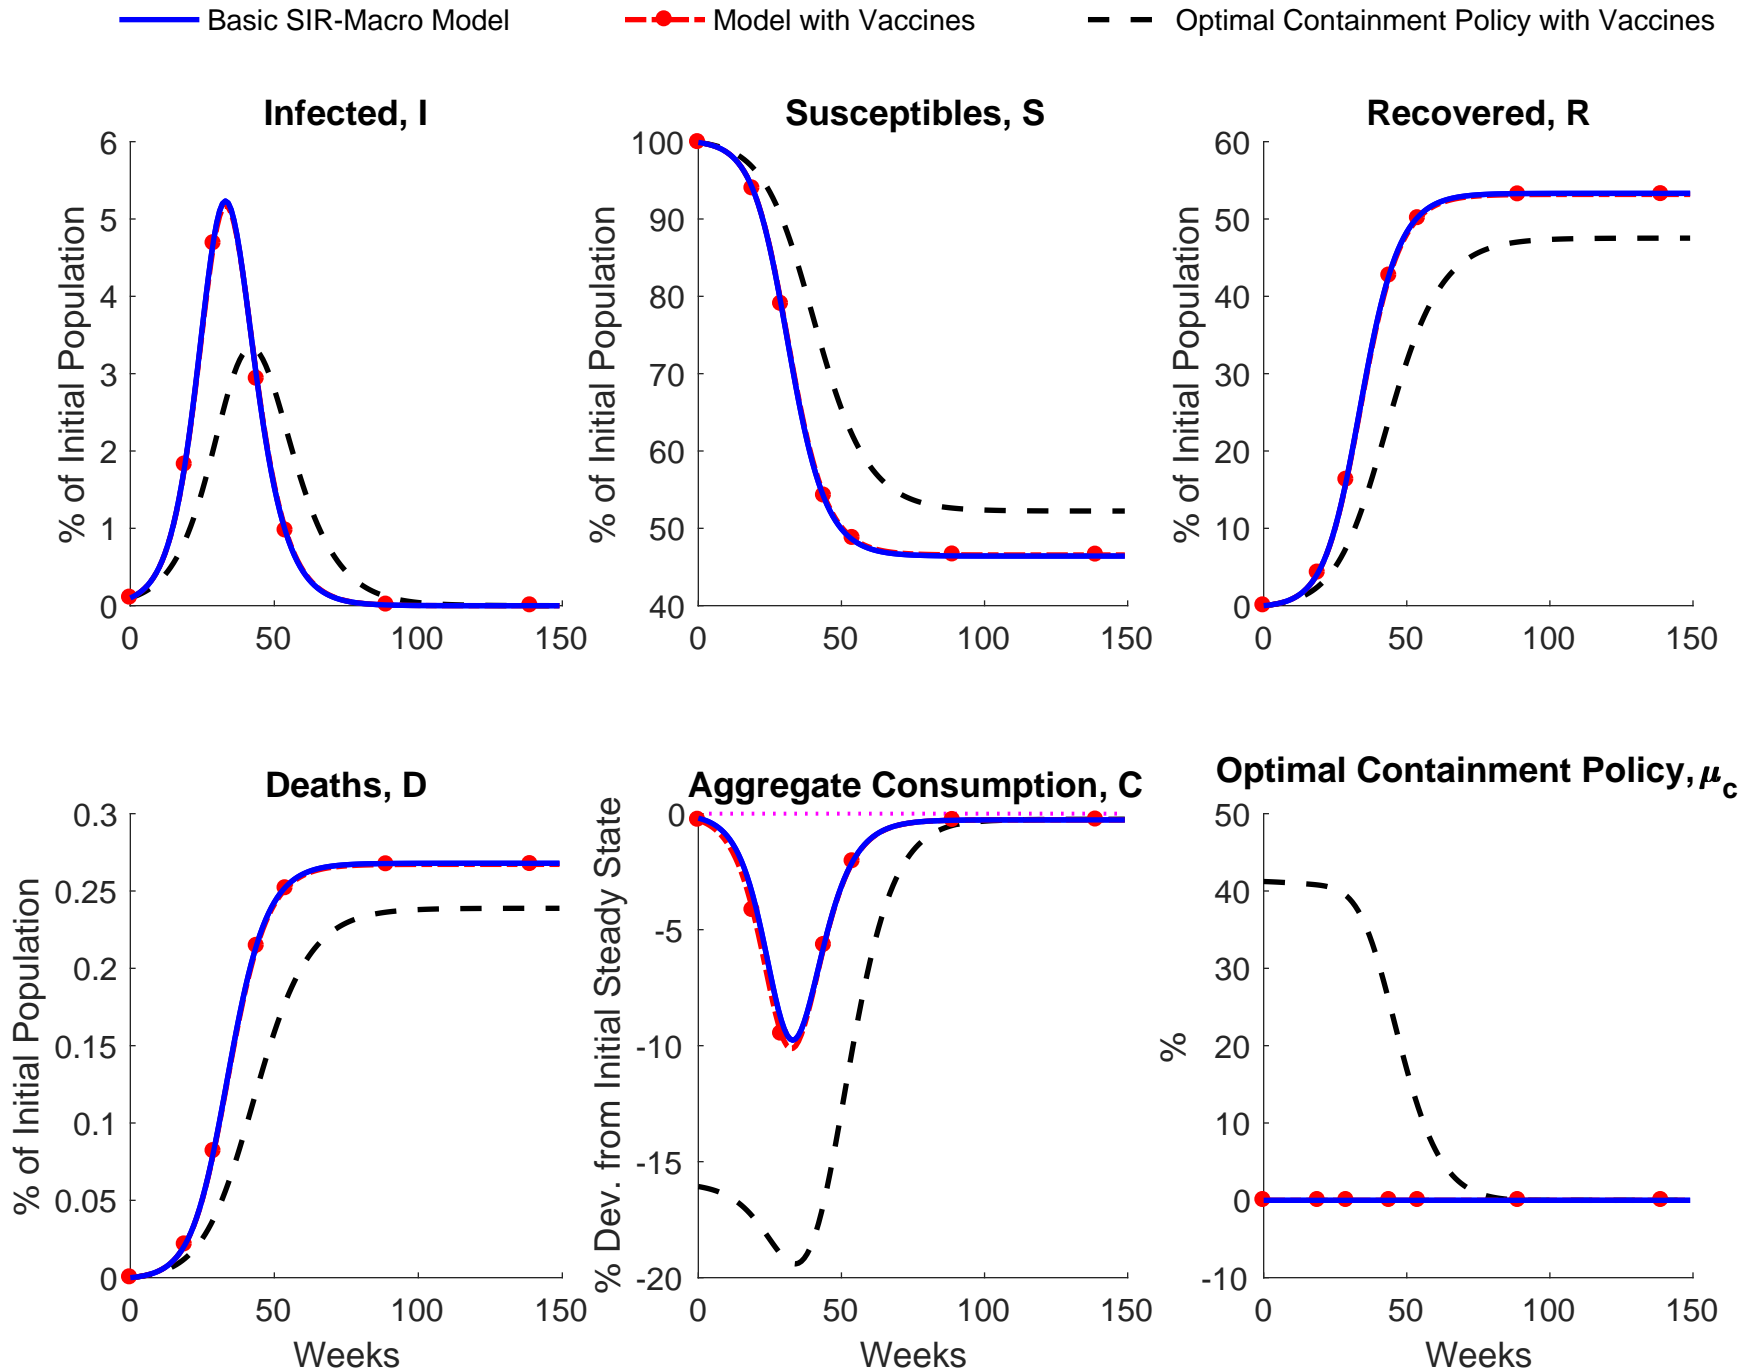 Basic SIR-Macro Model
Model with Vaccines
Optimal Containment Policy with Vaccines
Infected, I
% of Initial Population
6
5
4
3
2
1
0
0 50 100 150
Susceptibles, S
% of Initial Population
100
90
80
70
60
50
40
0 50 100 150
Recovered, R
% of Initial Population
60
50
40
30
20
10
0
0 50 100 150
Deaths, D
% of Initial Population
0.3
0.25
0.2
0.15
0.1
0.05
0
0 50 100 150
Weeks
Aggregate Consumption, C
% Dev. from Initial Steady State
0
-5
-10
-15
-20
0 50 100 150
Weeks
Optimal Containment Policy, μc
%
50
40
30
20
10
0
-10
0 50 100 150
Weeks